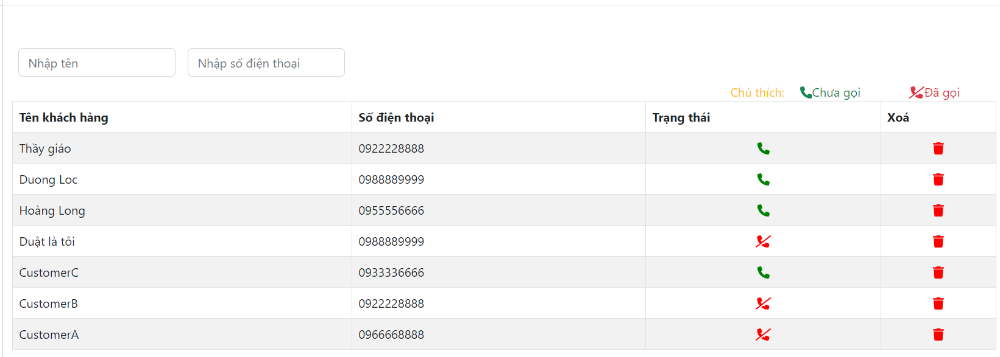 Nhập tên Nhập số điện thoại
Chú thích: Chưa gọi Đã gọi
Tên khách hàng Số điện thoại Trạng thái Xoá
Thầy giáo 0922228888
Duong Loc 0988889999
Hoàng Long 0955556666
Duật là tôi 0988889999
CustomerC 0933336666
CustomerB 0922228888
CustomerA 0966668888